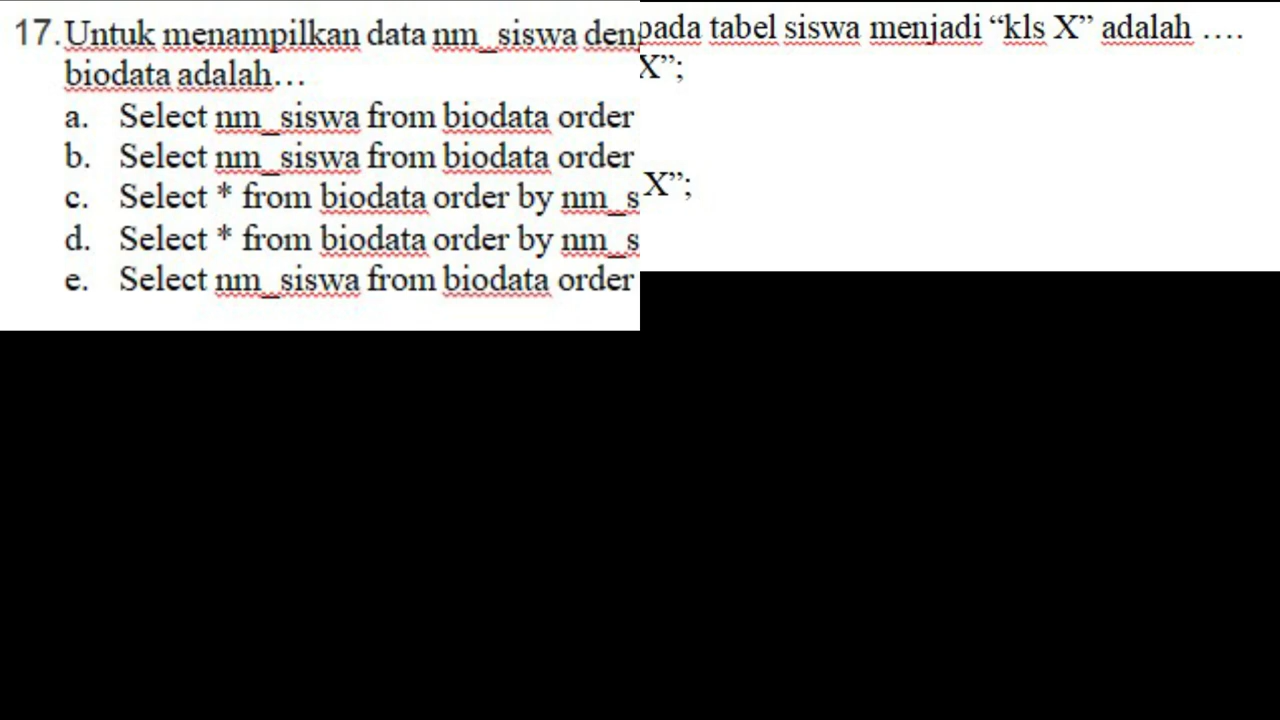 17. Untuk menampilkan data nm_siswa
biodata adalah…
a. Select nm_siswa from biodata order
b. Select nm_siswa from biodata order
c. Select * from biodata order by nm_s
d. Select * from biodata order by nm_s
e. Select nm_siswa from biodata order
pada tabel siswa menjadi “kls X” adalah ….
X”;
X”;